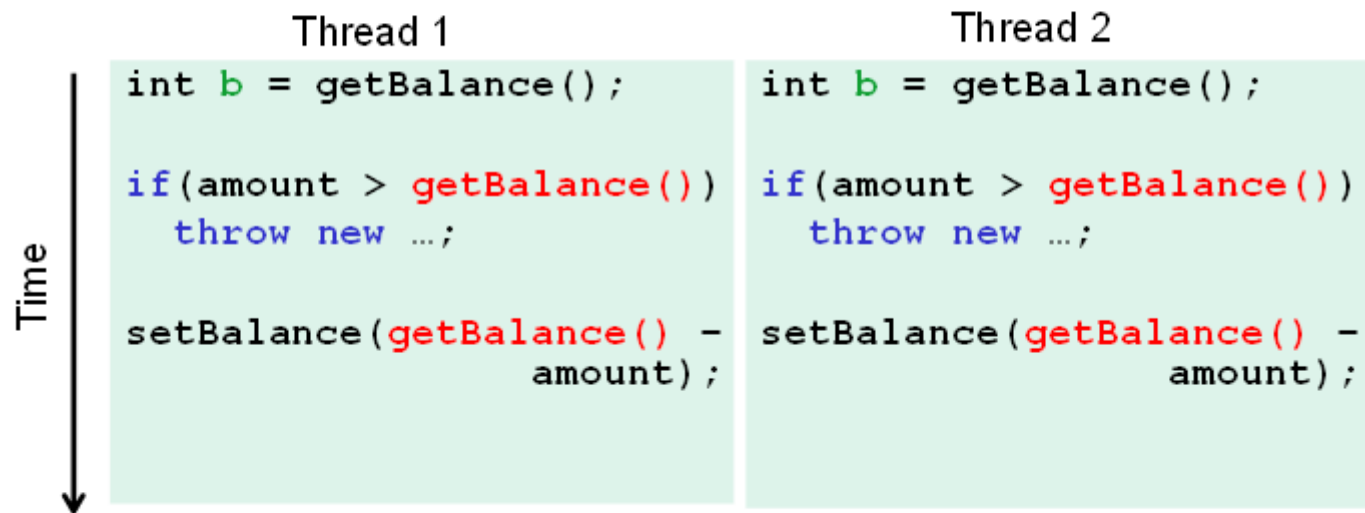 Thread 1
int b = getBalance();
if(amount > getBalance())
throw new …;
setBalance(getBalance() –
amount);
Thread 2
int b = getBalance();
if(amount > getBalance())
throw new …;
setBalance(getBalance() –
amount);
Time